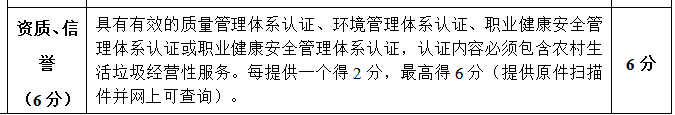 资质、信
誉
（6分）
具有有效的质量管理体系认证、环境管理体系认证、职业健康安全管
理体系认证或职业健康安全管理体系认证，认证内容必须包含农村生
活垃圾经营性服务。每提供一个得 2 分，最高得 6 分（提供原件扫描
件并网上可查询）。
6 分